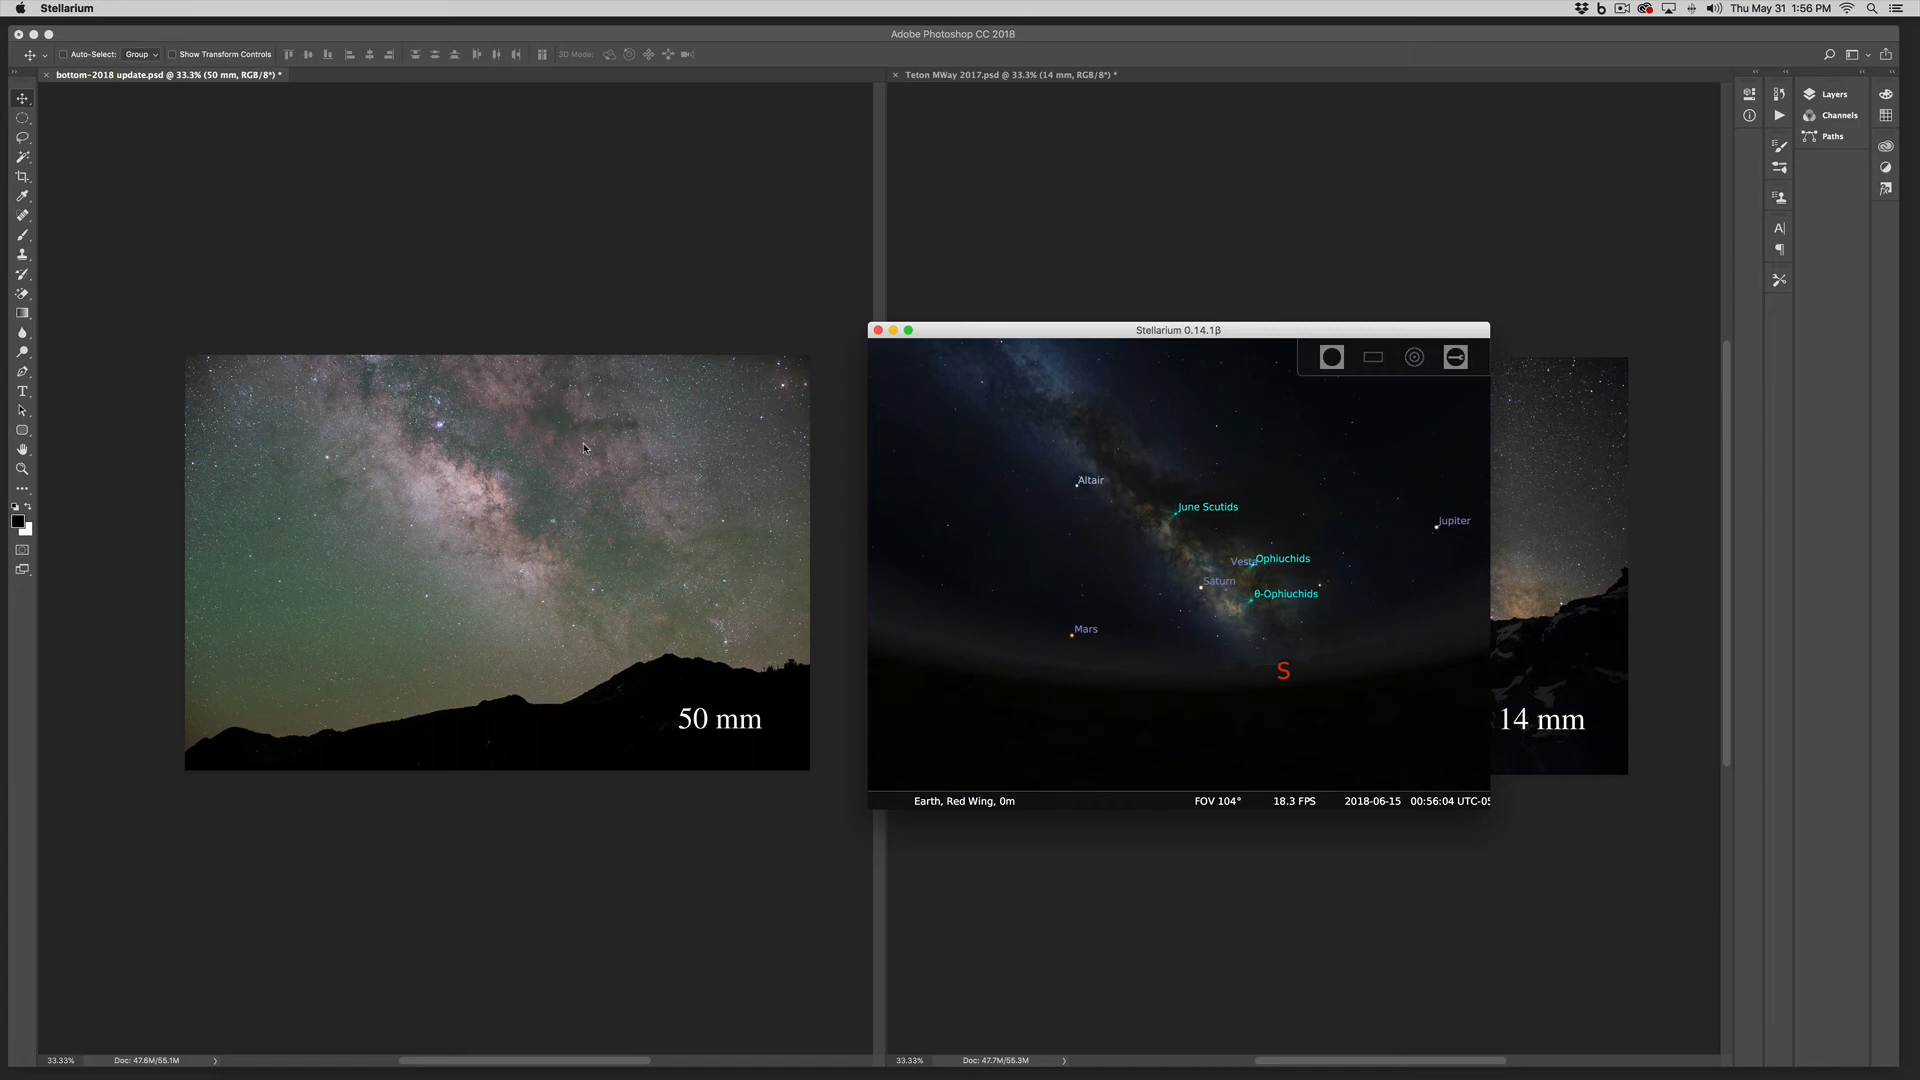 Stellarium
Thu May 31 1:56 PM
Adobe Photoshop CC 2018
Auto-Select:
Group
Show Transform Controls
3D Mode:
bottom-2018 update.psd @ 33.3% (50 mm, RGB/8*) *
Teton MWay 2017.psd @ 33.3% (14 mm, RGB/8*) *
Layers
Channels
Paths
Stellarium 0.14.1β
Altair
June Scutids
Jupiter
Ophiuchids
Vesta
Saturn
θ-Ophiuchids
Mars
S
50 mm
14 mm
Earth, Red Wing, 0m
FOV 104°
18.3 FPS
2018-06-15
00:56:04 UTC-05
33.33%
Doc: 47.6M/55.1M
33.33%
Doc: 47.7M/55.3M